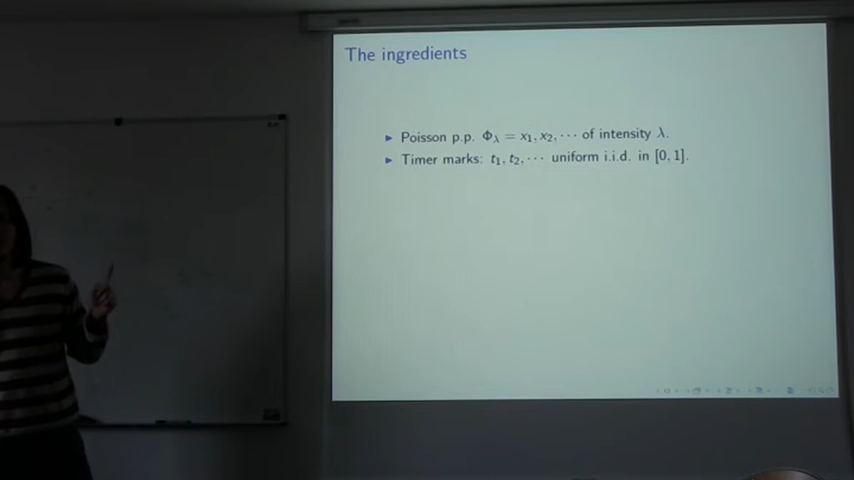 The ingredients
► Poisson p.p. Φλ = x1, x2, ⋯ of intensity λ.
► Timer marks: t1, t2, ⋯ uniform i.i.d. in [0, 1].